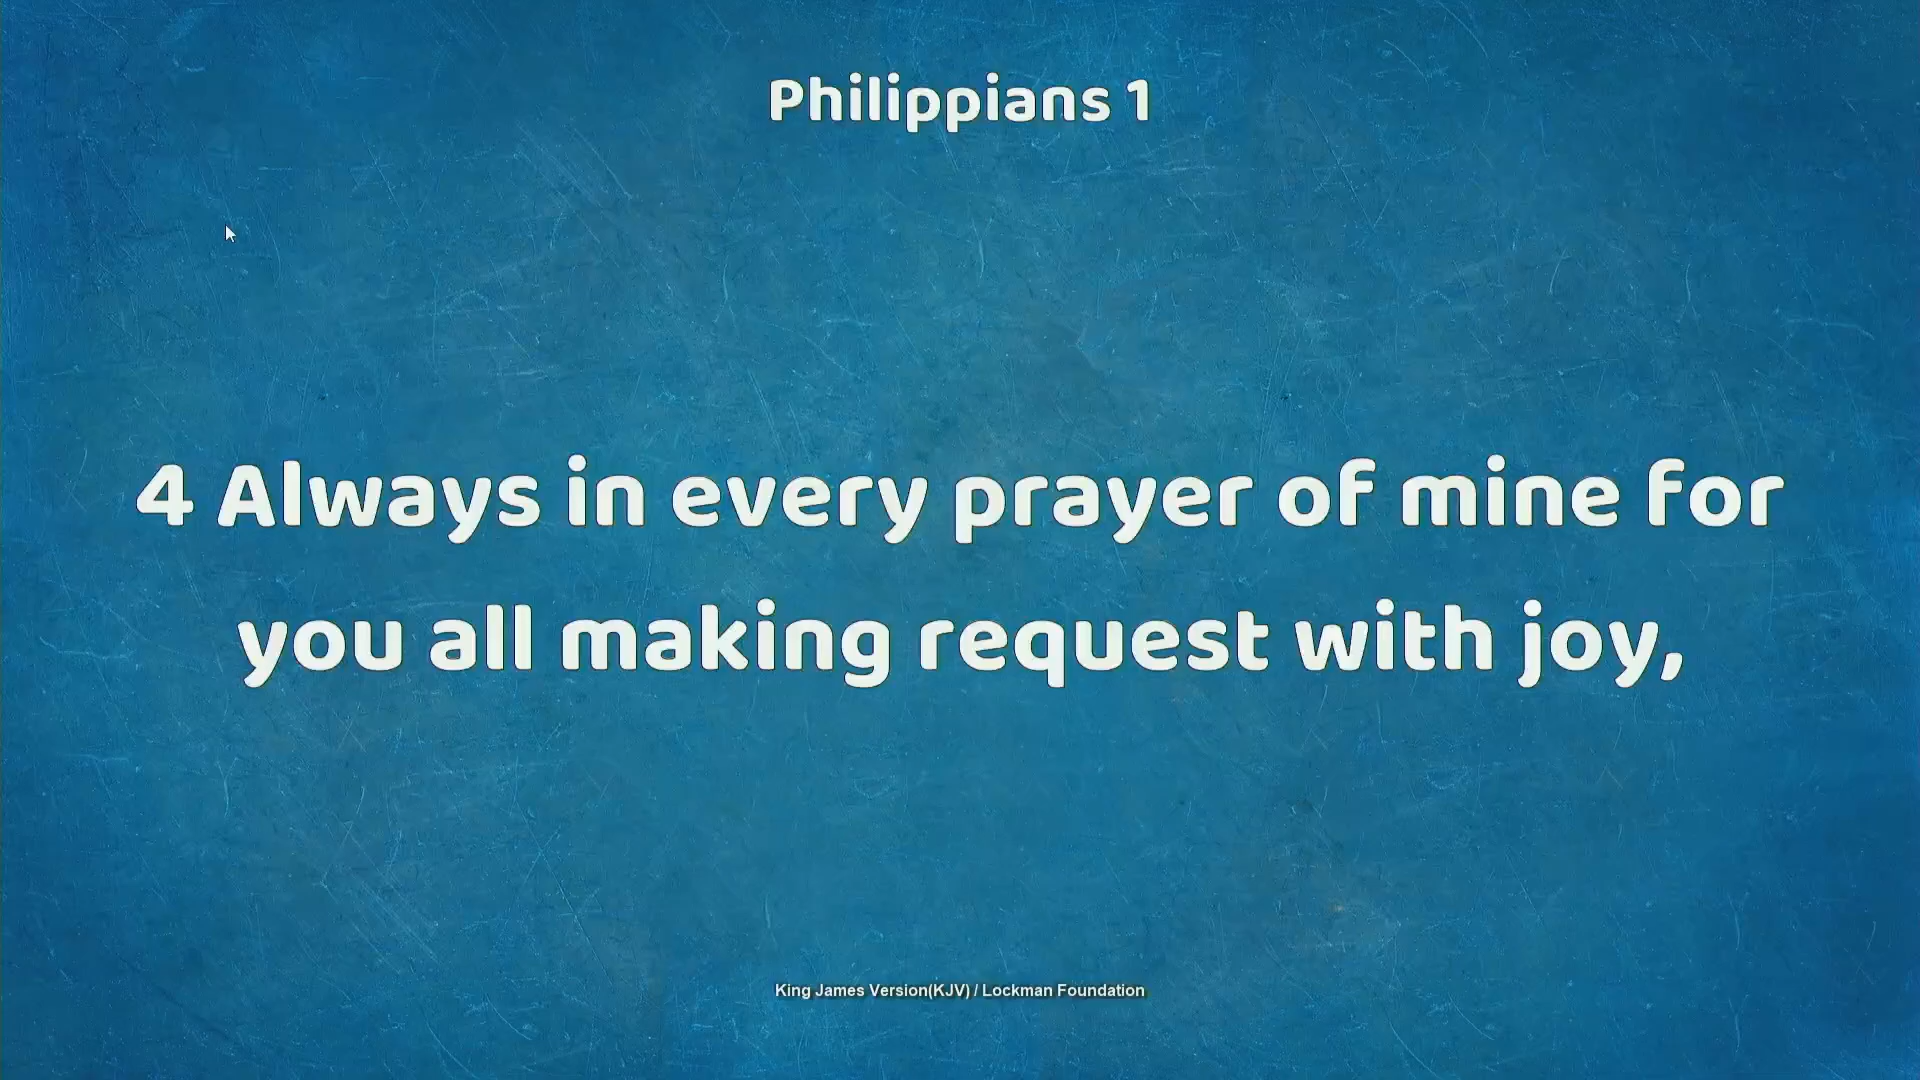 Philippians 1
4 Always in every prayer of mine for
you all making request with joy,
King James Version(KJV) / Lockman Foundation